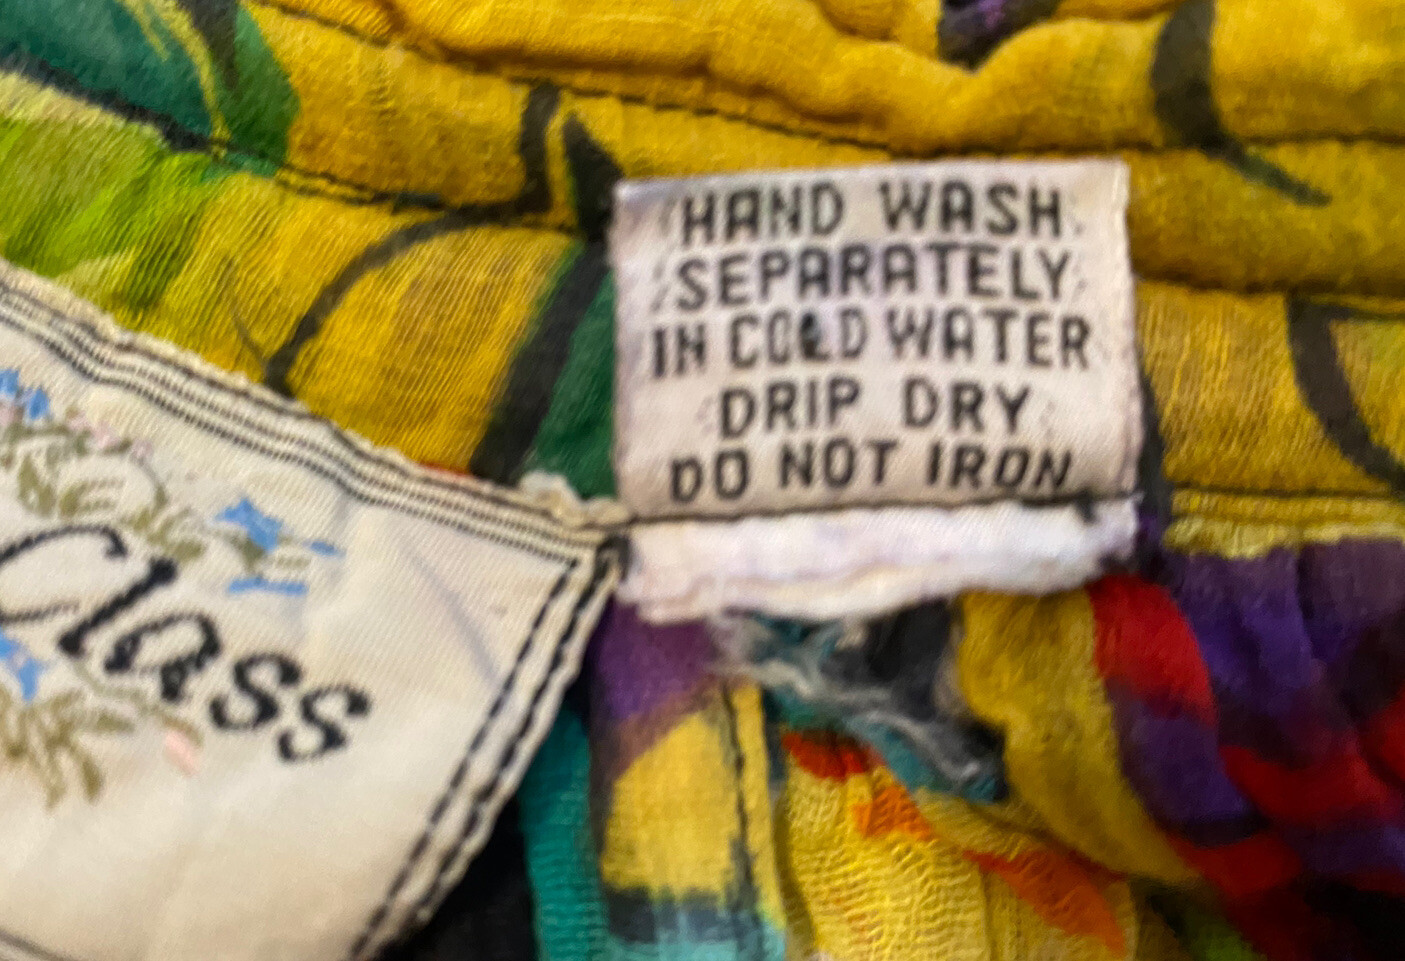 HAND WASH
SEPARATELY
IN COLD WATER
DRIP DRY
DO NOT IRON
Class